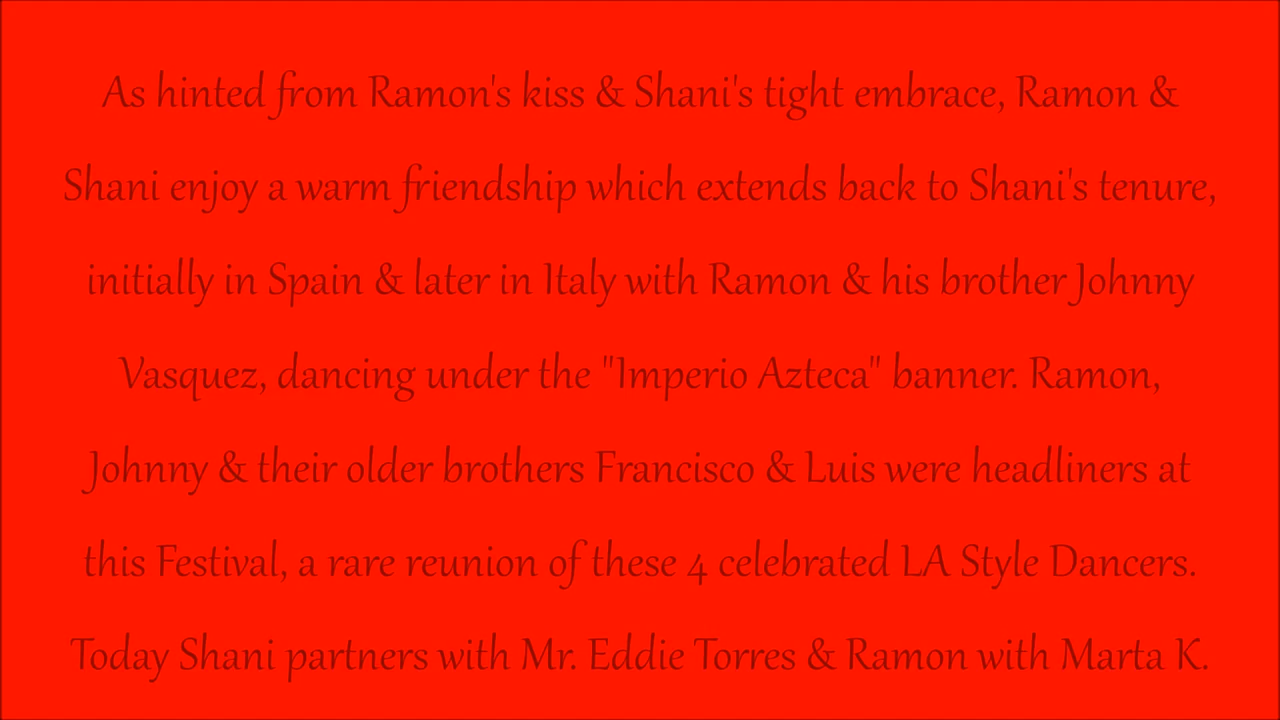 As hinted from Ramon's kiss & Shani's tight embrace, Ramon &
Shani enjoy a warm friendship which extends back to Shani's tenure,
initially in Spain & later in Italy with Ramon & his brother Johnny
Vasquez, dancing under the "Imperio Azteca" banner. Ramon,
Johnny & their older brothers Francisco & Luis were headliners at
this Festival, a rare reunion of these 4 celebrated LA Style Dancers.
Today Shani partners with Mr. Eddie Torres & Ramon with Marta K.